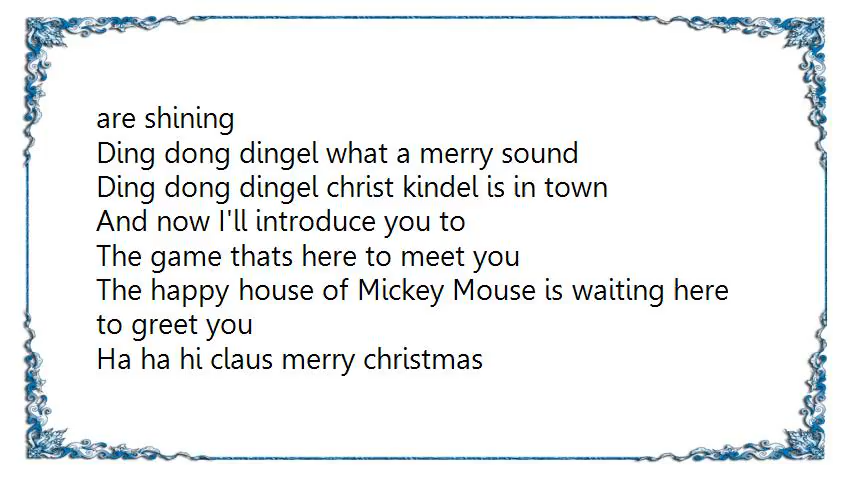 are shining
Ding dong dingel what a merry sound
Ding dong dingel christ kindel is in town
And now I'll introduce you to
The game thats here to meet you
The happy house of Mickey Mouse is waiting here
to greet you
Ha ha hi claus merry christmas